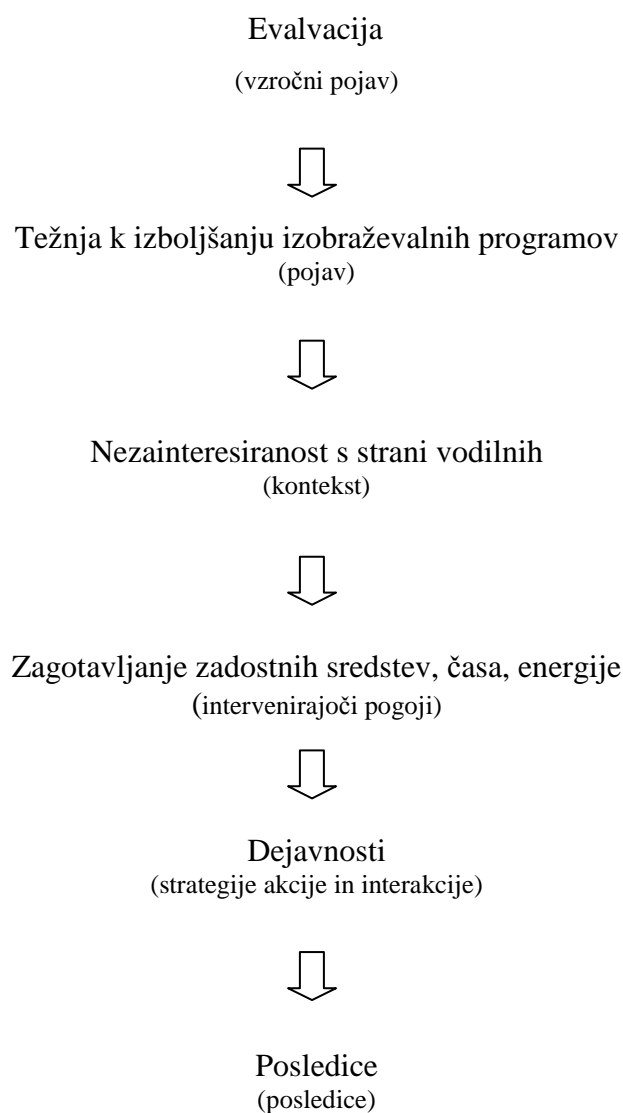 Evalvacija
(vzročni pojav)
Težnja k izboljšanju izobraževalnih programov
(pojav)
Nezainteresiranost s strani vodilnih
(kontekst)
Zagotavljanje zadostnih sredstev, časa, energije
(intervenirajoči pogoji)
Dejavnosti
(strategije akcije in interakcije)
Posledice
(posledice)